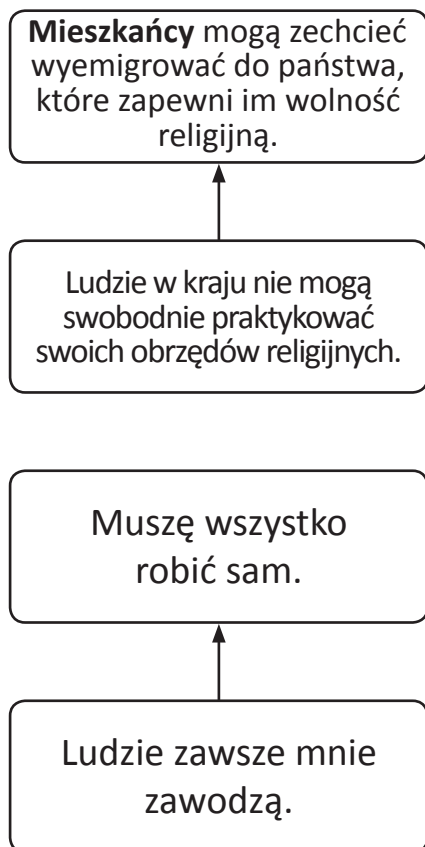 Mieszkańcy mogą zechcieć
wyemigrować do państwa,
które zapewni im wolność
religijną.
Ludzie w kraju nie mogą
swobodnie praktykować
swoich obrzędów religijnych.
Muszę wszystko
robić sam.
Ludzie zawsze mnie
zawodzą.